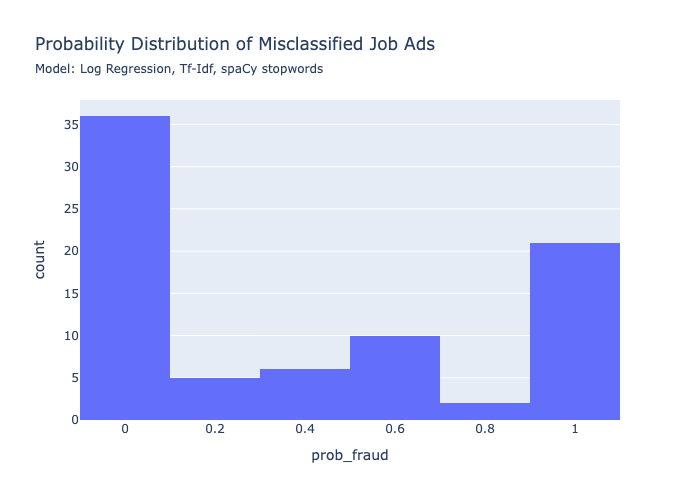 Probability Distribution of Misclassified Job Ads
Model: Log Regression, Tf-Idf, spaCy stopwords
35
30
25
20
15
10
5
0
count
0 0.2 0.4 0.6 0.8 1
prob_fraud